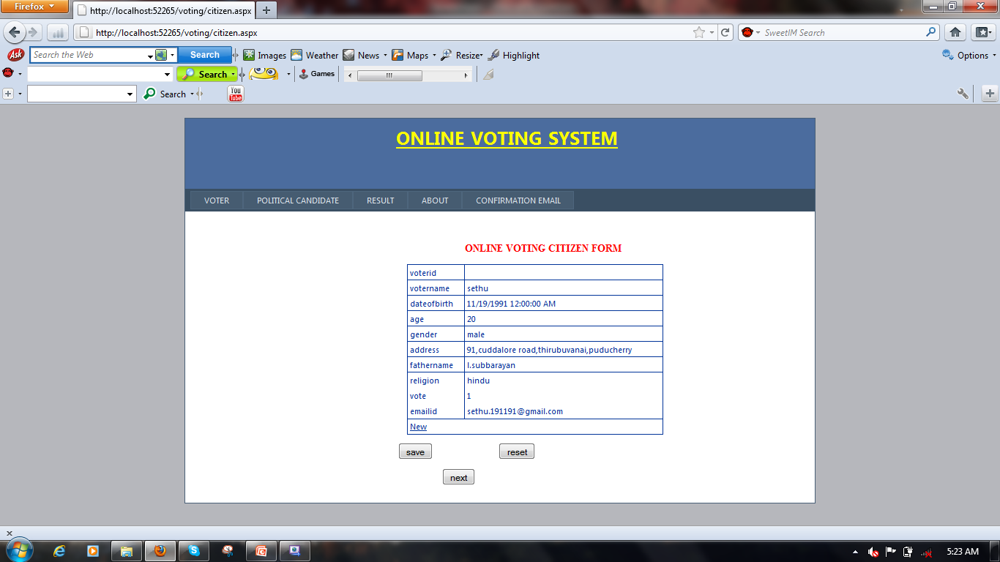 Firefox
http://localhost:52265/voting/citizen.aspx
http://localhost:52265/voting/citizen.aspx
SweetIM Search
Ask Search the Web Search Images Weather News Maps Resize Highlight Options
Search Games
Search You Tube
ONLINE VOTING SYSTEM
VOTER POLITICAL CANDIDATE RESULT ABOUT CONFIRMATION EMAIL
ONLINE VOTING CITIZEN FORM
voterid
votername sethu
dateofbirth 11/19/1991 12:00:00 AM
age 20
gender male
address 91,cuddalore road,thirubuvanai,puducherry
fathername l.subbarayan
religion hindu
vote 1
emailid sethu.191191@gmail.com
New
save reset
next
5:23 AM